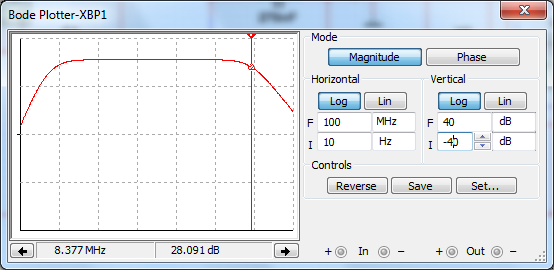 Bode Plotter-XBP1
Mode
Magnitude Phase
Horizontal Vertical
Log Lin Log Lin
F 100 MHz F 40 dB
I 10 Hz I -40 dB
Controls
Reverse Save Set...
8.377 MHz 28.091 dB
+ In − + Out −